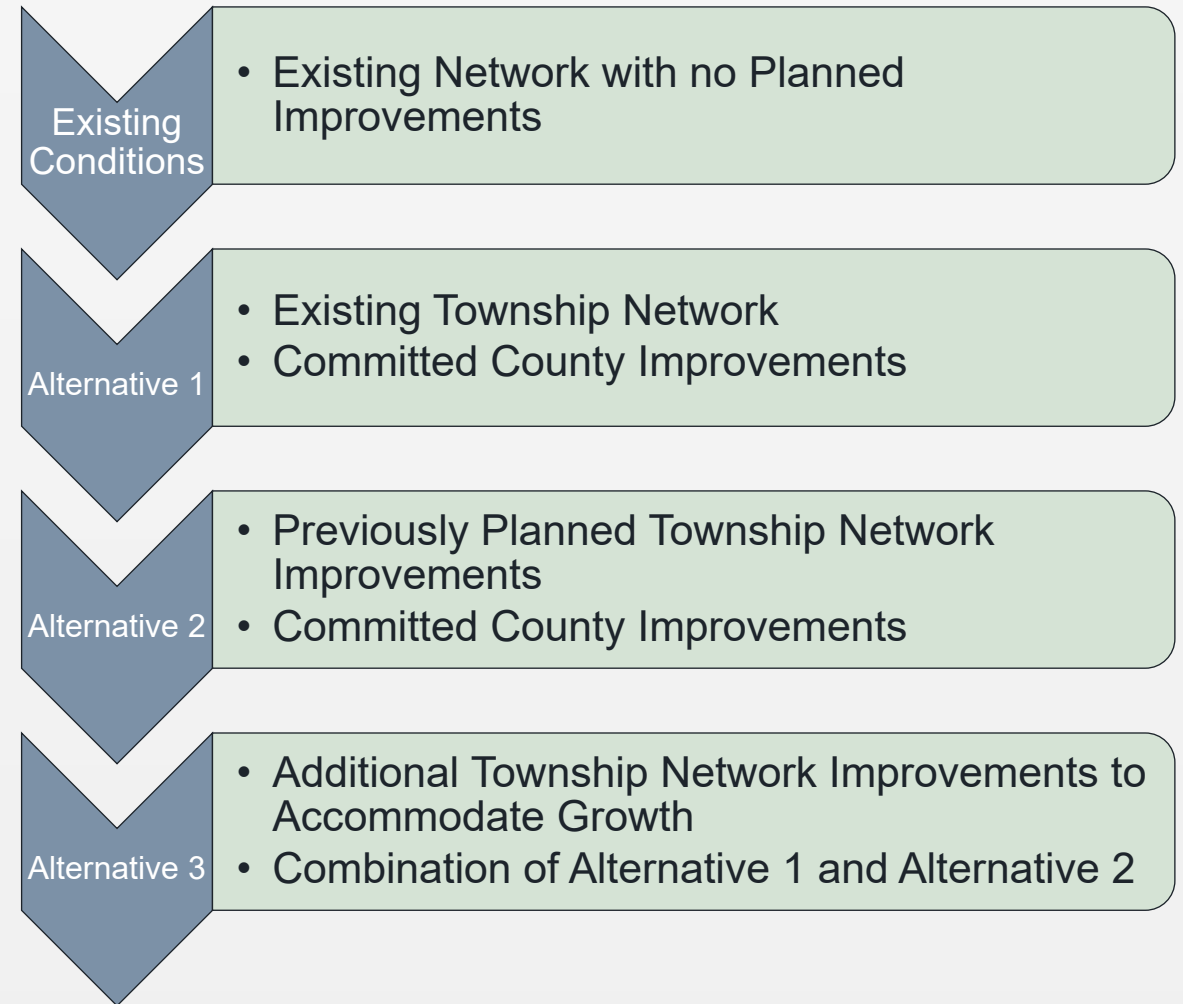 Existing
Conditions
• Existing Network with no Planned
Improvements
Alternative 1
• Existing Township Network
• Committed County Improvements
Alternative 2
• Previously Planned Township Network
Improvements
• Committed County Improvements
Alternative 3
• Additional Township Network Improvements to
Accommodate Growth
• Combination of Alternative 1 and Alternative 2